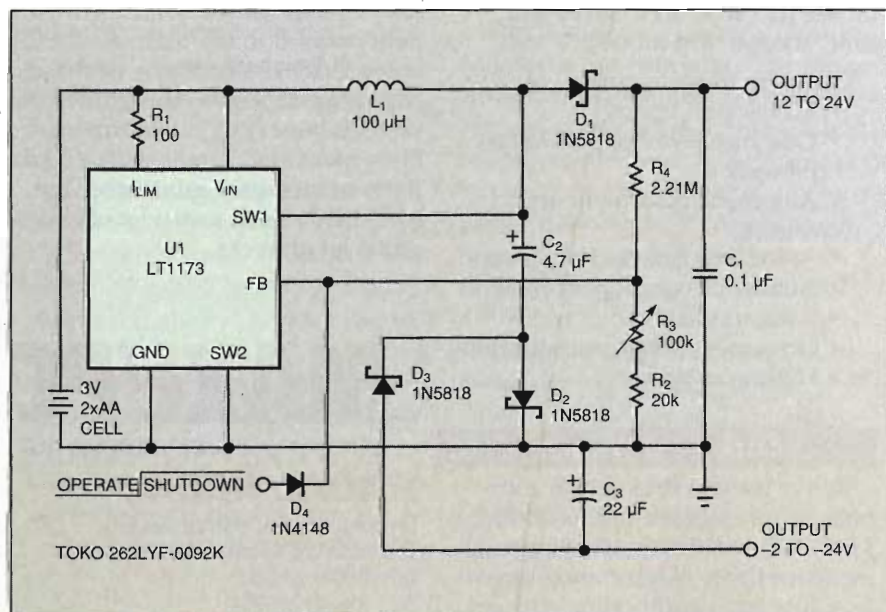 OUTPUT
12 TO 24V
L₁
100 µH
D₁
1N5818
R₁
100
I_LIM
V_IN
SW1
U1
LT1173
FB
GND
SW2
R₄
2.21M
C₂
+
4.7 µF
C₁
0.1 µF
R₃
100k
R₂
20k
D₃
1N5818
D₂
1N5818
3V
2xAA
CELL
OPERATE SHUTDOWN
D₄
1N4148
+
C₃
22 µF
OUTPUT
–2 TO –24V
TOKO 262LYF-0092K